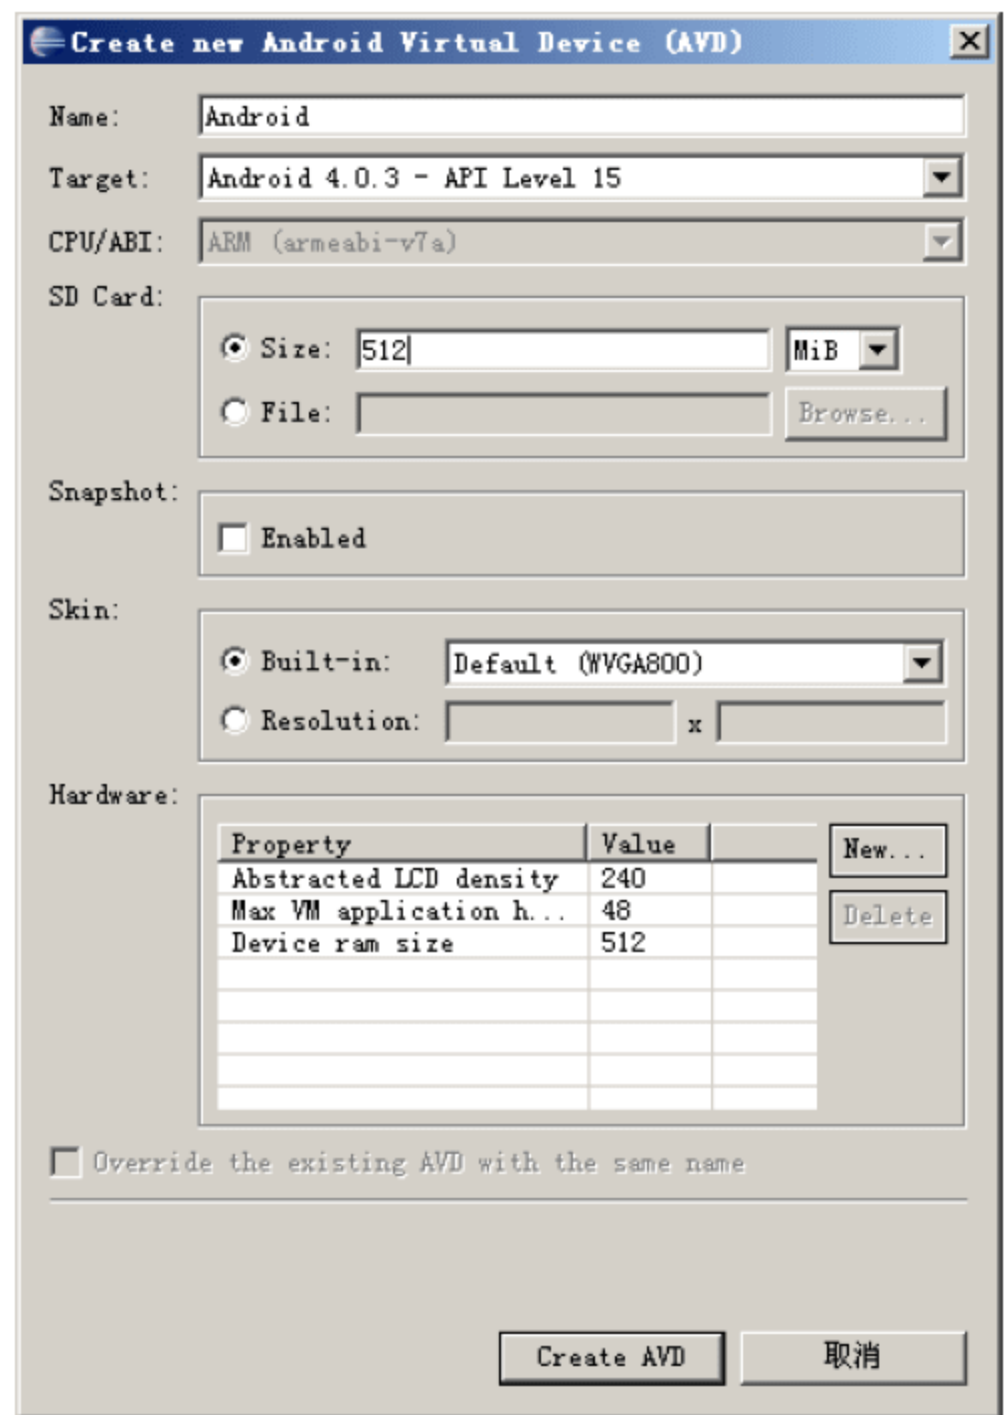 Create new Android Virtual Device (AVD)
Name: Android
Target: Android 4.0.3 - API Level 15
CPU/ABI: ARM (armeabi-v7a)
SD Card:
Size: 512 MiB
File: Browse...
Snapshot:
Enabled
Skin:
Built-in: Default (WVGA800)
Resolution: x
Hardware:
Property Value New...
Abstracted LCD density 240
Max VM application h... 48 Delete
Device ram size 512
Override the existing AVD with the same name
Create AVD 取消